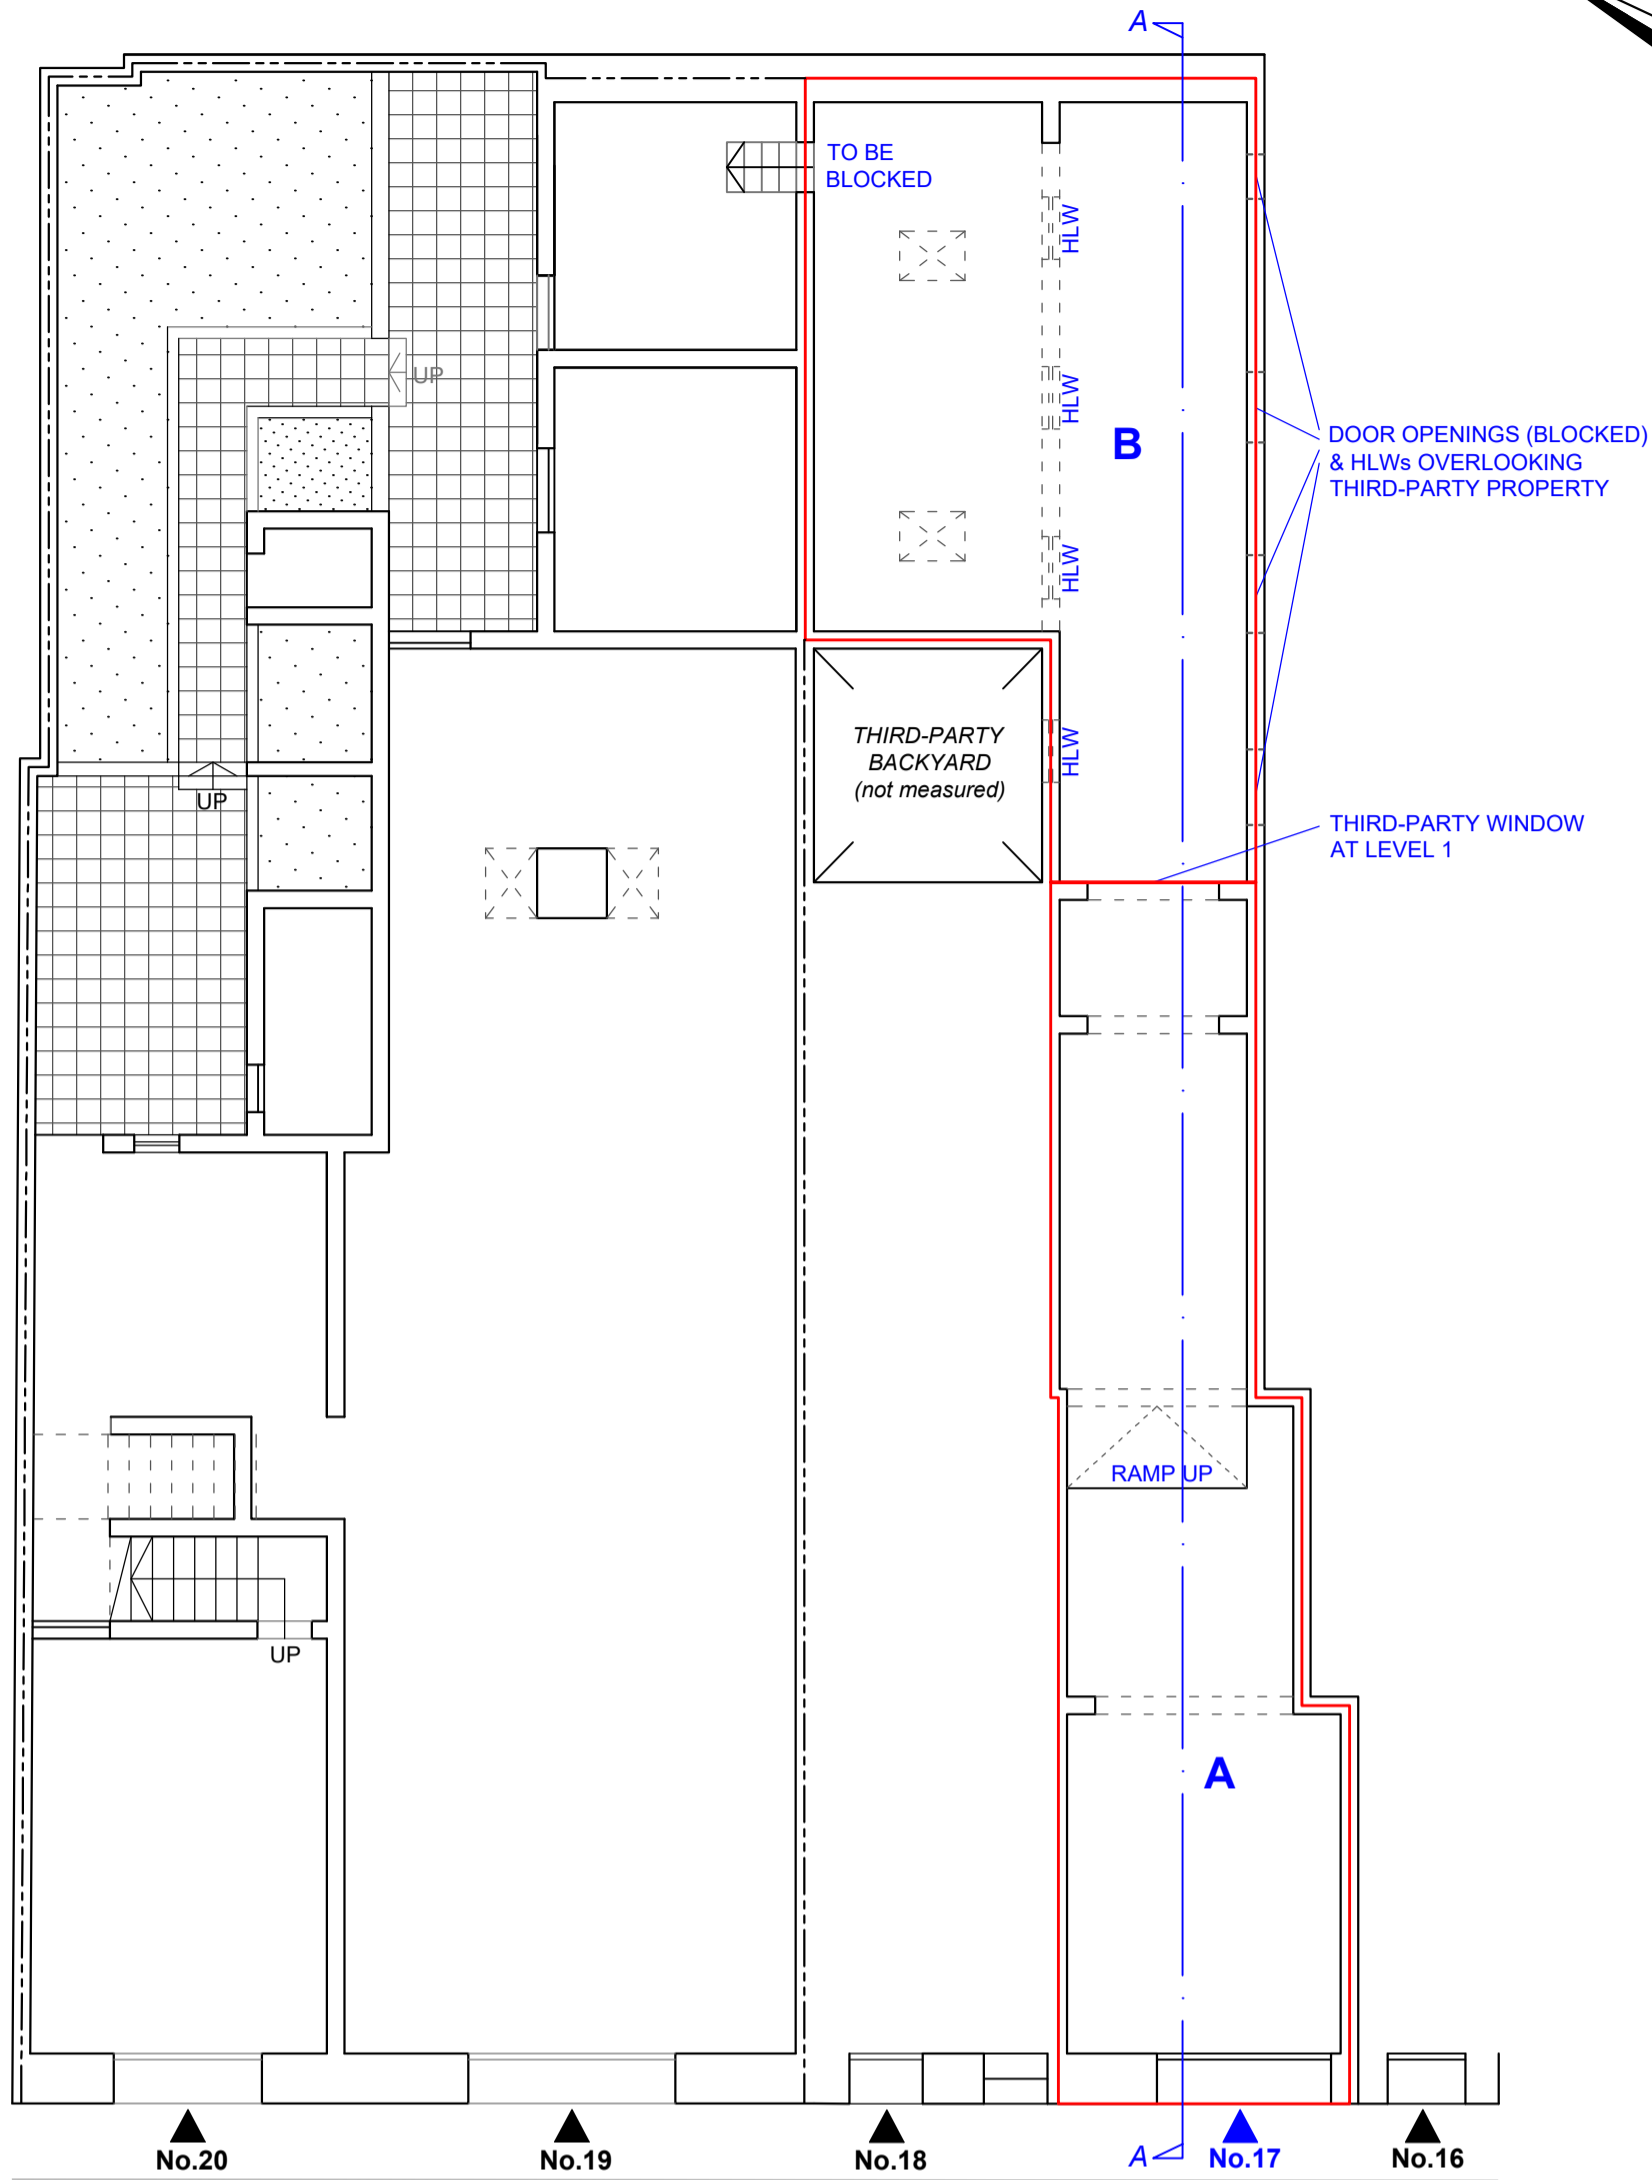 A
TO BE
BLOCKED
HLW
UP
HLW
B
DOOR OPENINGS (BLOCKED)
& HLWs OVERLOOKING
THIRD-PARTY PROPERTY
HLW
THIRD-PARTY
BACKYARD
(not measured)
HLW
UP
THIRD-PARTY WINDOW
AT LEVEL 1
RAMP UP
UP
A
No.20
No.19
No.18
A
No.17
No.16